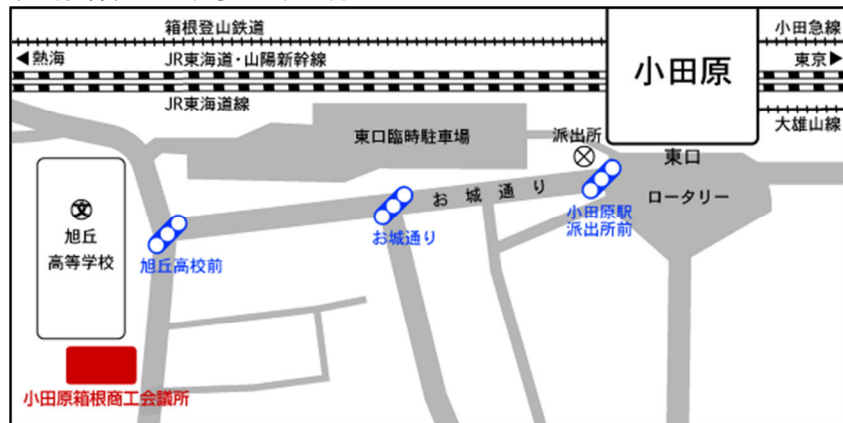 箱根登山鉄道
小田急線
◀熱海
JR東海道・山陽新幹線
東京▶
小田原
JR東海道線
大雄山線
東口臨時駐車場
派出所
東口
ロータリー
お城通り
小田原駅
派出所前
お城通り
旭丘高校前
文
旭丘
高等学校
小田原箱根商工会議所